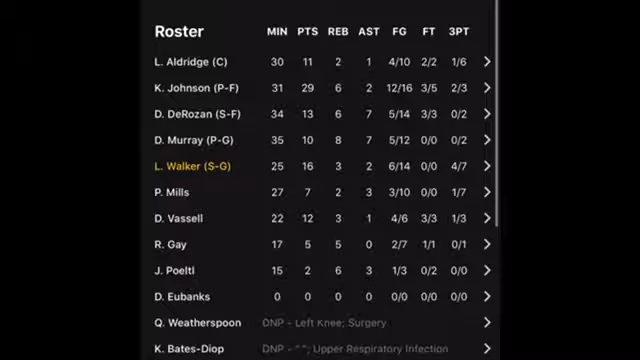 Roster MIN PTS REB AST FG FT 3PT
L. Aldridge (C) 30 11 2 1 4/10 2/2 1/6
K. Johnson (P-F) 31 29 6 2 12/16 3/5 2/3
D. DeRozan (S-F) 34 13 6 7 5/14 3/3 0/2
D. Murray (P-G) 35 10 8 7 5/12 0/0 0/2
L. Walker (S-G) 25 16 3 2 6/14 0/0 4/7
P. Mills 27 7 2 3 3/10 0/0 1/7
D. Vassell 22 12 3 1 4/6 3/3 1/3
R. Gay 17 5 5 0 2/7 1/1 0/1
J. Poelti 15 2 6 3 1/3 0/2 0/0
D. Eubanks 0 0 0 0 0/0 0/0 0/0
Q. Weatherspoon DNP - Left Knee; Surgery
K. Bates-Diop DNP - ; Upper Respiratory Infection